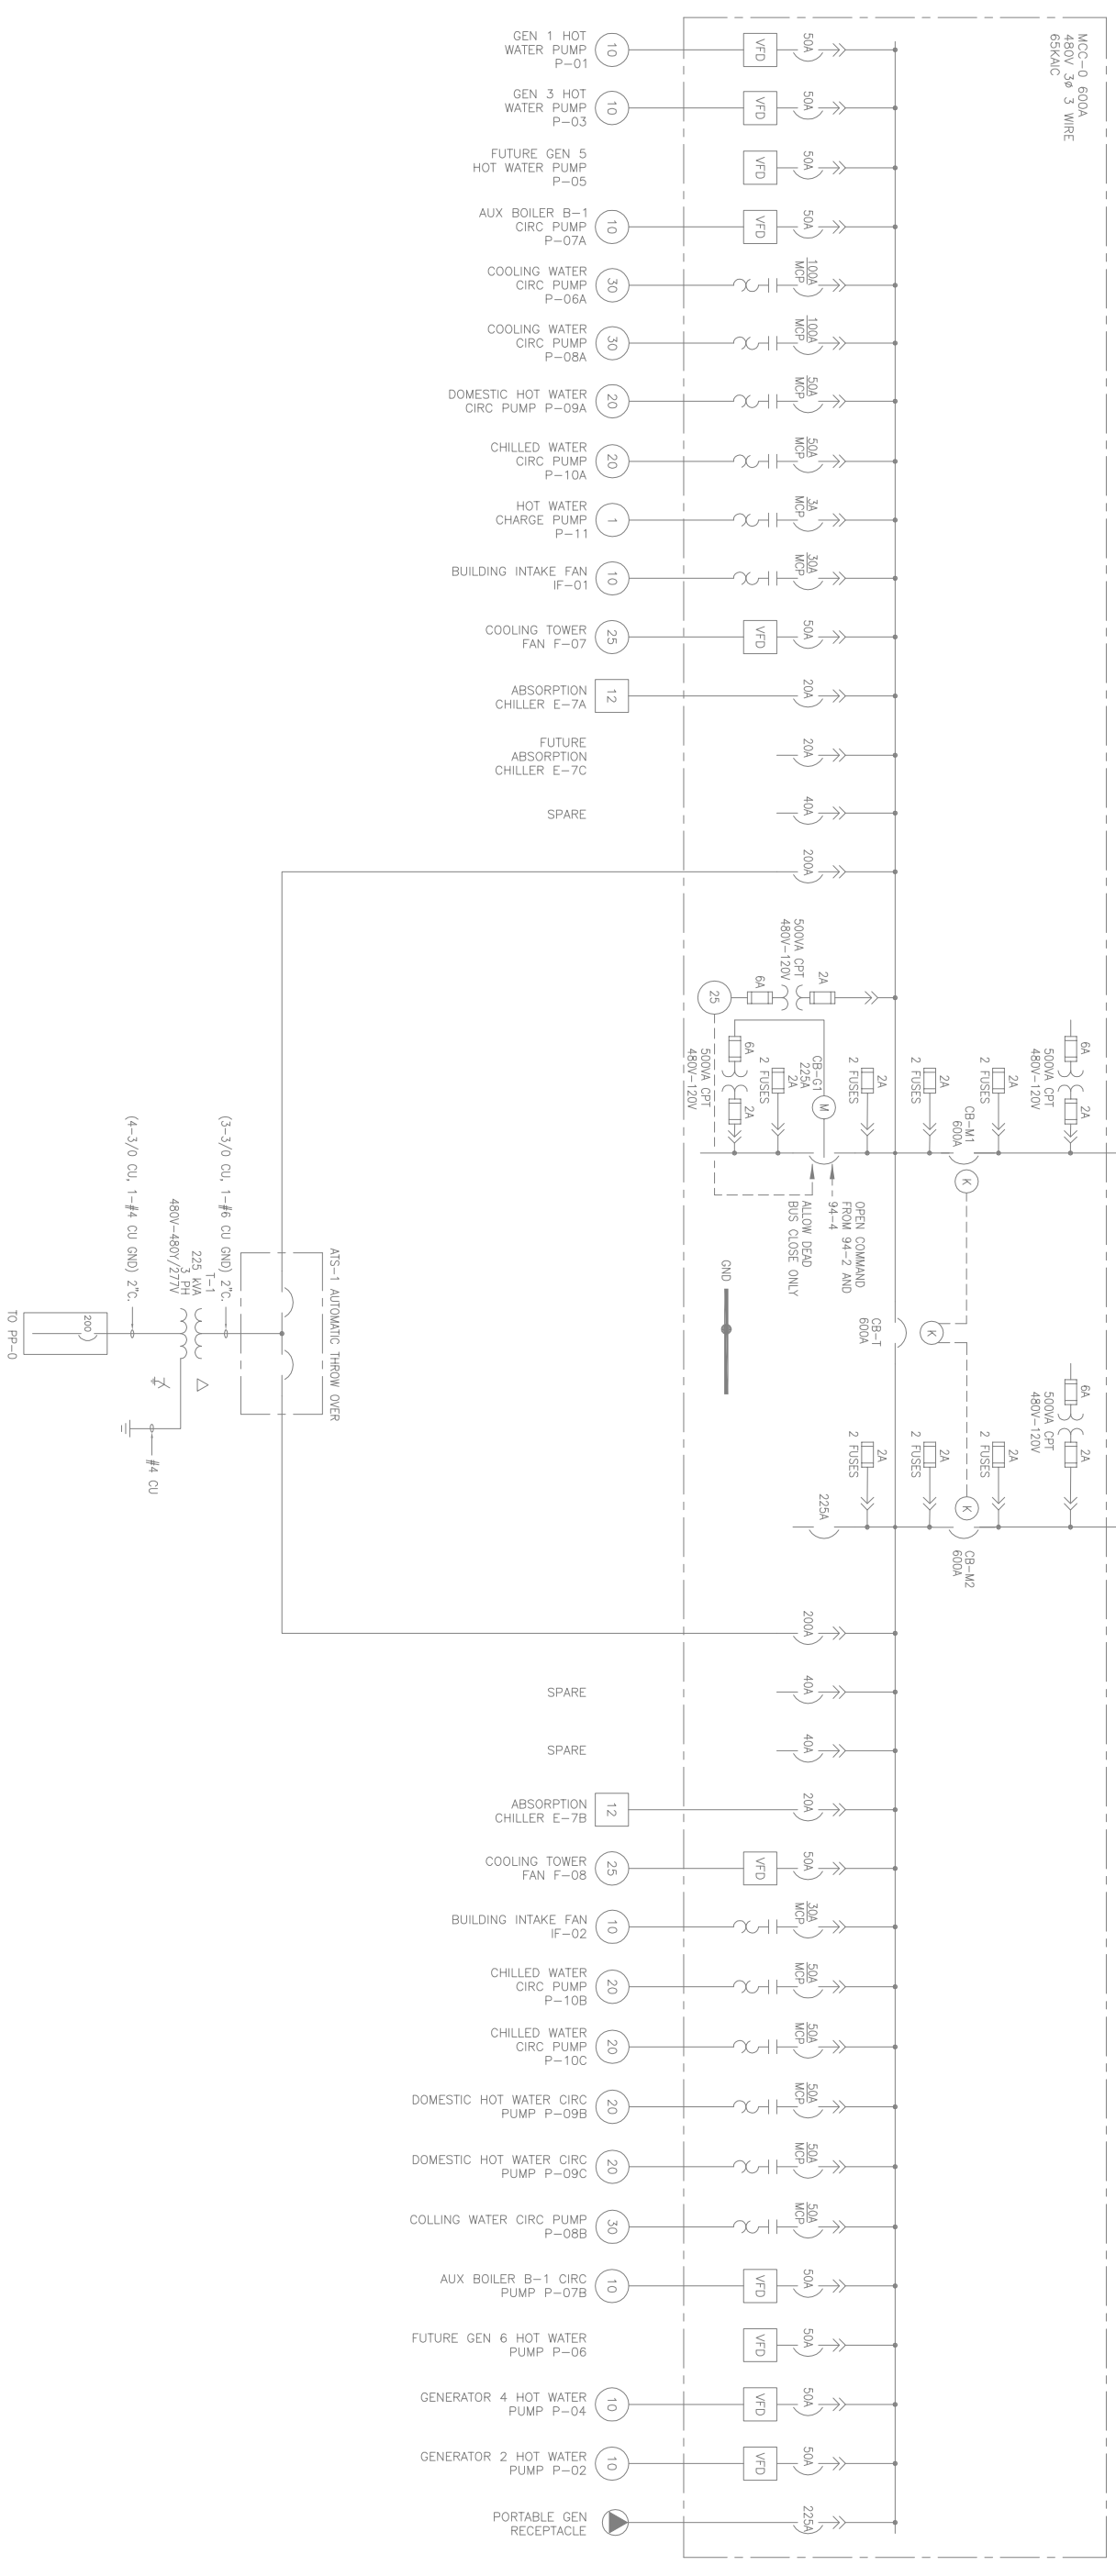 MCC-0 600A
480V 3ø 3 WIRE
65KAIC
GEN 1 HOT
WATER PUMP
P-01
10
VFD
50A
GEN 3 HOT
WATER PUMP
P-03
10
VFD
50A
FUTURE GEN 5
HOT WATER PUMP
P-05
VFD
50A
AUX BOILER B-1
CIRC PUMP
P-07A
10
VFD
50A
COOLING WATER
CIRC PUMP
P-06A
30
100A
MCP
COOLING WATER
CIRC PUMP
P-08A
30
100A
MCP
DOMESTIC HOT WATER
CIRC PUMP P-09A
20
50A
MCP
CHILLED WATER
CIRC PUMP
P-10A
20
50A
MCP
HOT WATER
CHARGE PUMP
P-11
1
3A
MCP
BUILDING INTAKE FAN
IF-01
10
30A
MCP
COOLING TOWER
FAN F-07
25
VFD
50A
ABSORPTION
CHILLER E-7A
12
20A
FUTURE
ABSORPTION
CHILLER E-7C
20A
SPARE
40A
200A
500VA CPT
480V-120V
2A
6A
25
6A
500VA CPT
480V-120V
2A
2A
2 FUSES
CB-G1
225A
M
2A
2 FUSES
2A
2 FUSES
CB-M1
600A
2A
2 FUSES
6A
500VA CPT
480V-120V
2A
K
OPEN COMMAND
FROM 94-2 AND
94-4
ALLOW DEAD
BUS CLOSE ONLY
GND
CB-T
600A
K
6A
500VA CPT
480V-120V
2A
2A
2 FUSES
2A
2 FUSES
2A
2 FUSES
K
225A
CB-M2
600A
ATS-1 AUTOMATIC THROW OVER
(3-3/0 CU, 1-#6 CU GND) 2"C.
T-1
225 kVA
3 PH
480V-480Y/277V
(4-3/0 CU, 1-#4 CU GND) 2"C.
#4 CU
200
TO PP-0
200A
SPARE
40A
SPARE
40A
ABSORPTION
CHILLER E-7B
12
20A
COOLING TOWER
FAN F-08
25
VFD
50A
BUILDING INTAKE FAN
IF-02
10
30A
MCP
CHILLED WATER
CIRC PUMP
P-10B
20
50A
MCP
CHILLED WATER
CIRC PUMP
P-10C
20
50A
MCP
DOMESTIC HOT WATER CIRC
PUMP P-09B
20
50A
MCP
DOMESTIC HOT WATER CIRC
PUMP P-09C
20
50A
MCP
COLLING WATER CIRC PUMP
P-08B
30
50A
MCP
AUX BOILER B-1 CIRC
PUMP P-07B
10
VFD
50A
FUTURE GEN 6 HOT WATER
PUMP P-06
VFD
50A
GENERATOR 4 HOT WATER
PUMP P-04
10
VFD
50A
GENERATOR 2 HOT WATER
PUMP P-02
10
VFD
50A
PORTABLE GEN
RECEPTACLE
225A